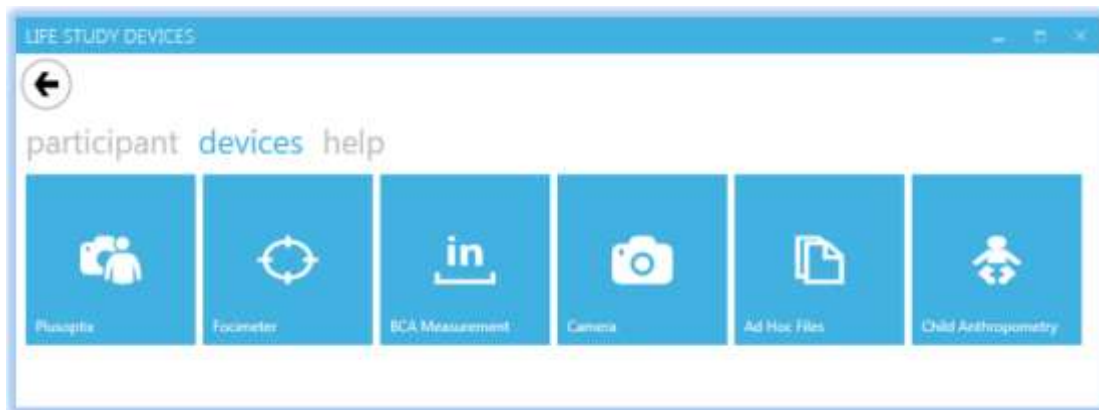 LIFE STUDY DEVICES
participant devices help
in
Plusoptix Focimeter BCA Measurement Camera Ad Hoc Files Child Anthropometry